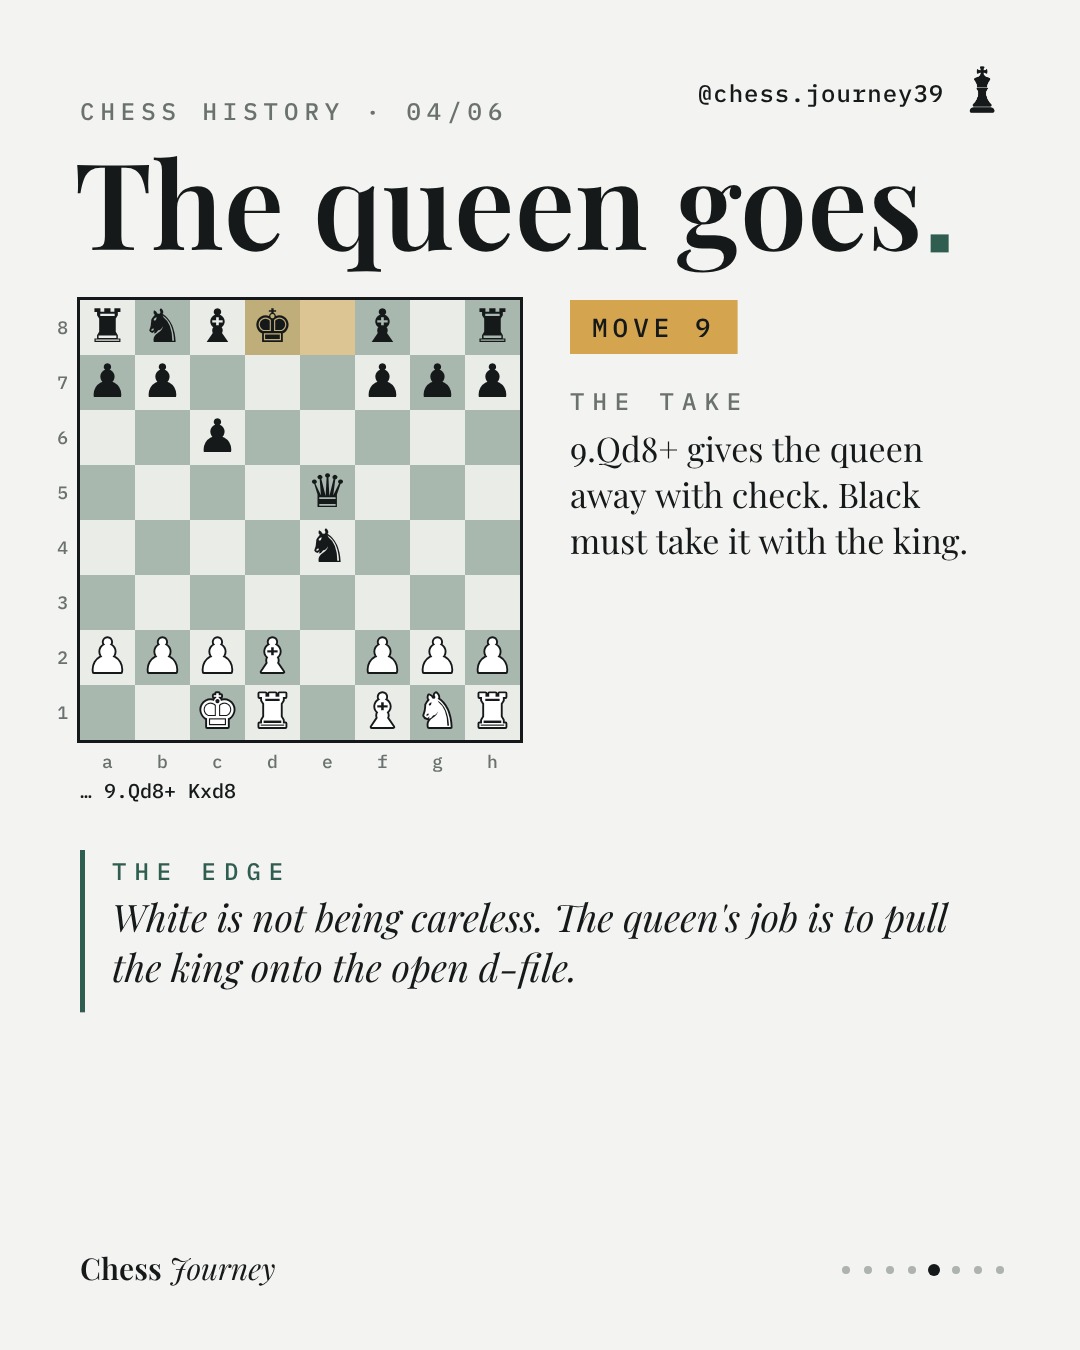 CHESS HISTORY · 04/06
@chess.journey39
The queen goes.
8
7
6
5
4
3
2
1
a b c d e f g h
… 9.Qd8+ Kxd8
MOVE 9
THE TAKE
9.Qd8+ gives the queen
away with check. Black
must take it with the king.
THE EDGE
White is not being careless. The queen's job is to pull
the king onto the open d-file.
Chess Journey